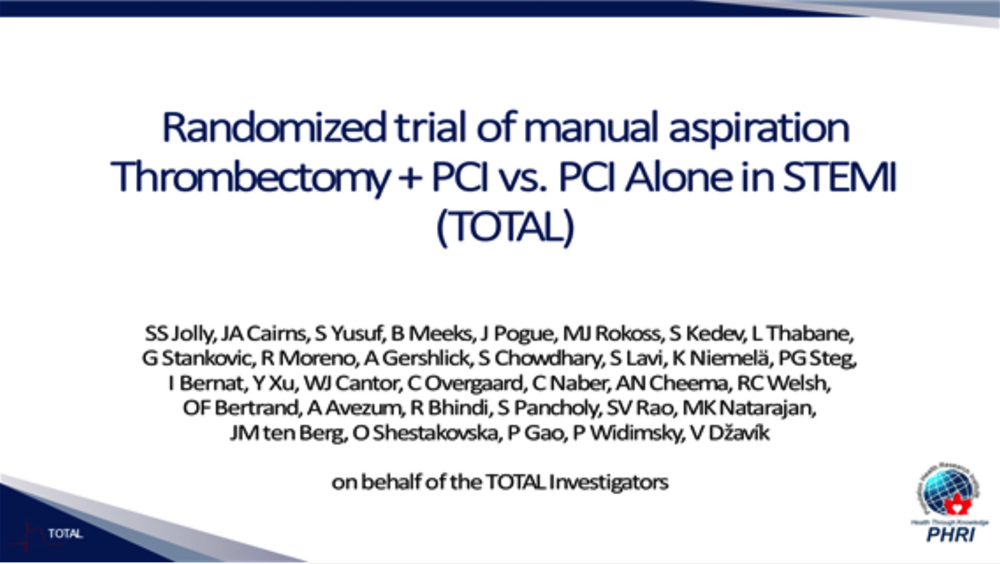 Randomized trial of manual aspiration
Thrombectomy + PCI vs. PCI Alone in STEMI
(TOTAL)
SS Jolly, JA Cairns, S Yusuf, B Meeks, J Pogue, MJ Rokoss, S Kedev, L Thabane,
G Stankovic, R Moreno, A Gershlick, S Chowdhary, S Lavi, K Niemelä, PG Steg,
I Bernat, Y Xu, WJ Cantor, C Overgaard, C Naber, AN Cheema, RC Welsh,
OF Bertrand, A Avezum, R Bhindi, S Pancholy, SV Rao, MK Natarajan,
JM ten Berg, O Shestakovska, P Gao, P Widimsky, V Džavík
on behalf of the TOTAL Investigators
TOTAL
Health Through Knowledge
PHRI